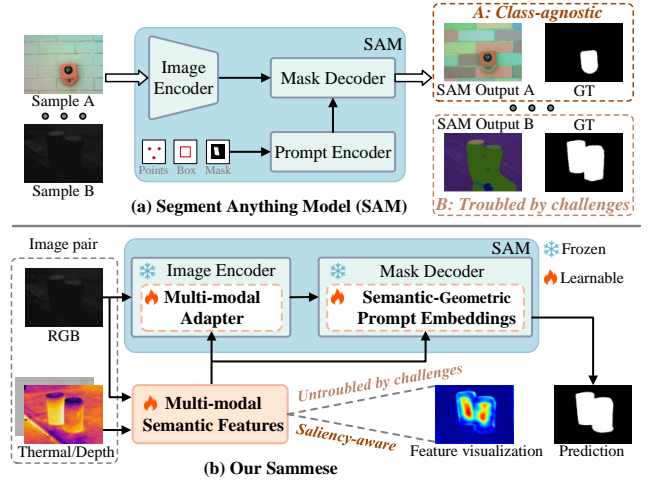 SAM
A: Class-agnostic
Image
Encoder
Mask Decoder
Sample A
SAM Output A
GT
SAM Output B
GT
Points
Box
Mask
Prompt Encoder
Sample B
(a) Segment Anything Model (SAM)
B: Troubled by challenges
Image pair
SAM
Frozen
Image Encoder
Mask Decoder
Learnable
Multi-modal
Adapter
Semantic-Geometric
Prompt Embeddings
RGB
Multi-modal
Semantic Features
Untroubled by challenges
Saliency-aware
Thermal/Depth
Feature visualization
Prediction
(b) Our Sammese